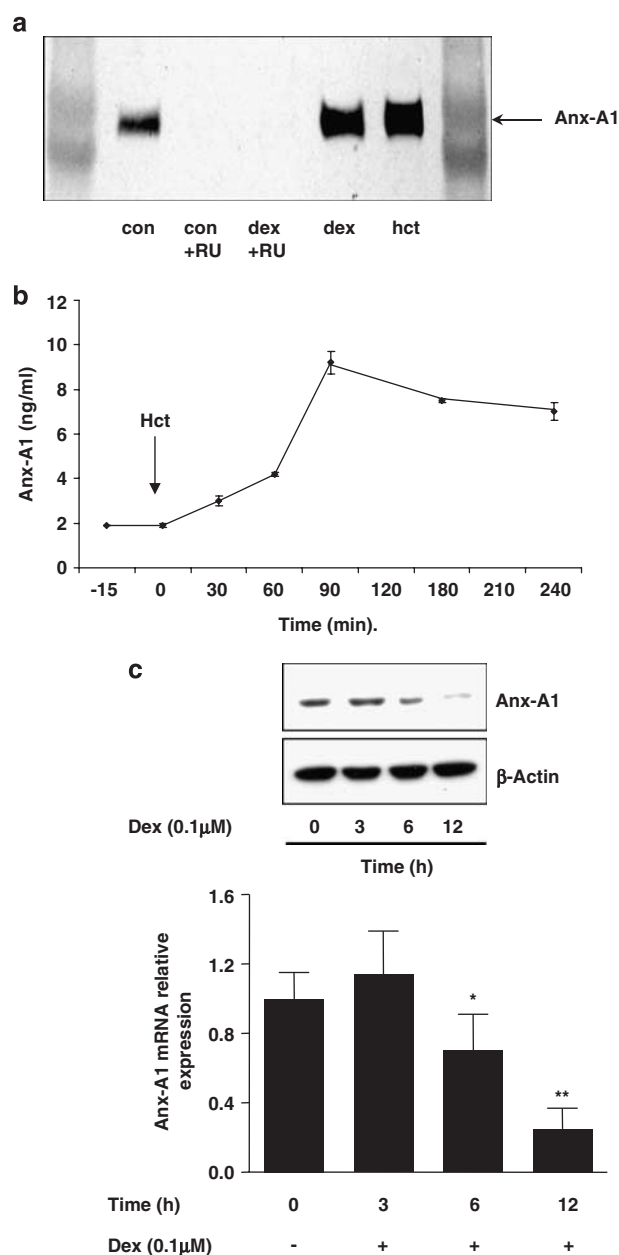 a
Anx-A1
con con +RU dex +RU dex hct
b
12
10
8
6
4
2
0
Anx-A1 (ng/ml)
Hct
-15 0 30 60 90 120 180 210 240
Time (min).
c
Anx-A1
β-Actin
Dex (0.1μM) 0 3 6 12
Time (h)
1.6
1.2
0.8
0.4
0.0
Anx-A1 mRNA relative
expression
*
**
Time (h) 0 3 6 12
Dex (0.1μM) - + + +